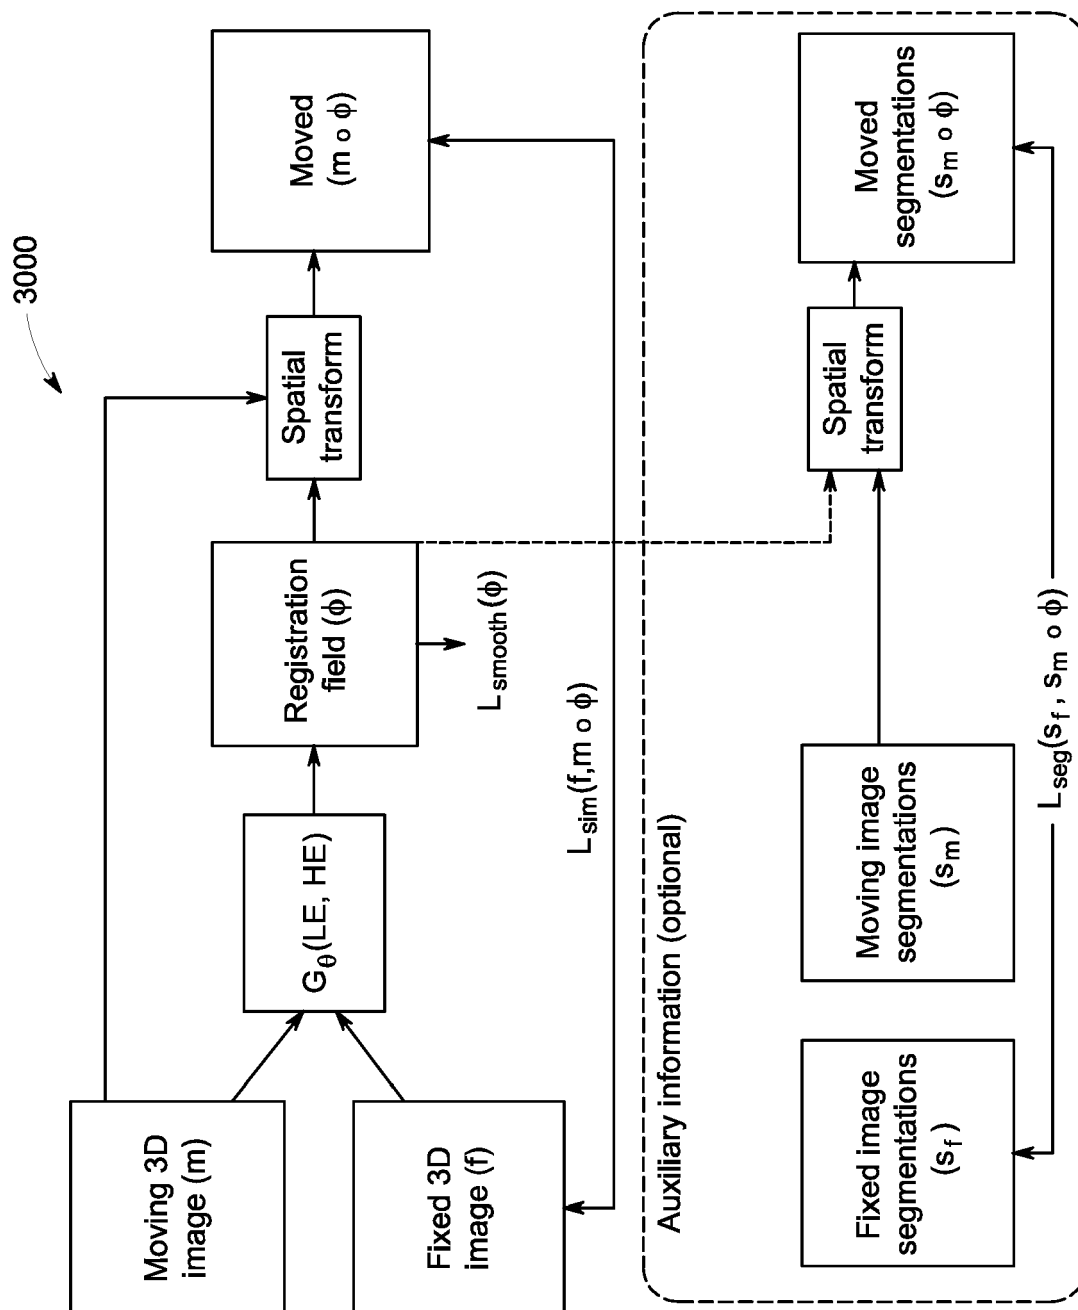 3000
Moving 3D
image (m)
Fixed 3D
image (f)
Gθ(LE, HE)
Registration
field (ϕ)
Lsmooth(ϕ)
Spatial
transform
Moved
(m o ϕ)
Lsim(f,m o ϕ)
Auxiliary information (optional)
Fixed image
segmentations
(sf)
Moving image
segmentations
(sm)
Spatial
transform
Moved
segmentations
(sm o ϕ)
Lseg(sf , sm o ϕ)